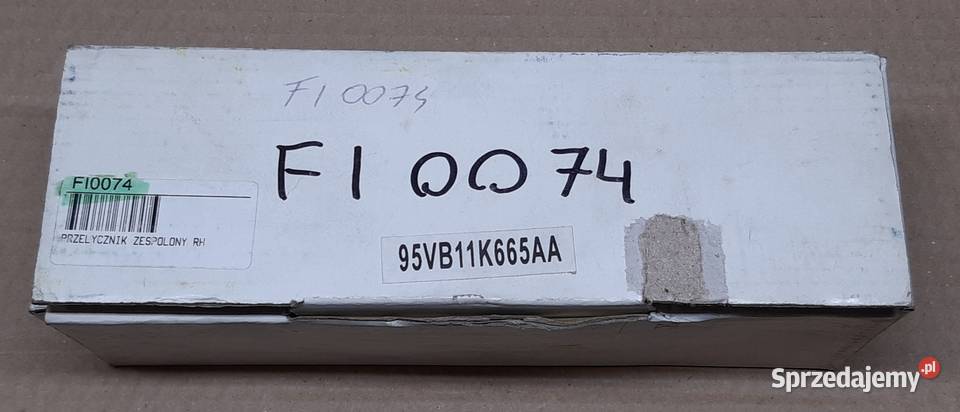 FI 0074
FI 0074
FI0074
PRZELYCZNIK ZESPOLONY RH
95VB11K665AA
Sprzedajemy.pl